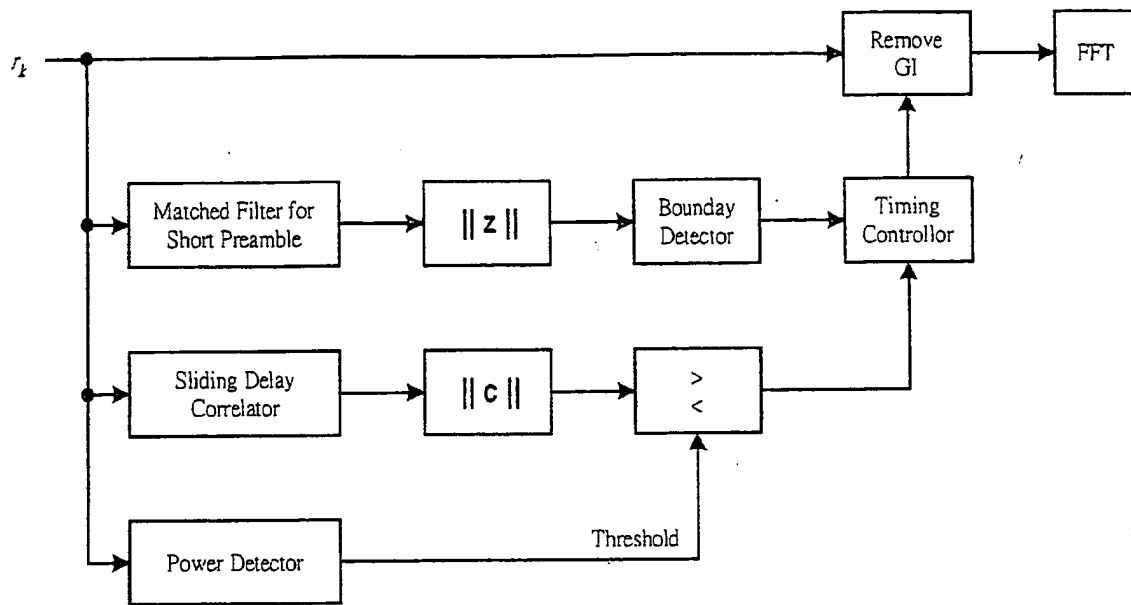 r_k
Remove
GI
FFT
Matched Filter for
Short Preamble
|| z ||
Bounday
Detector
Timing
Controllor
Sliding Delay
Correlator
|| c ||
>
<
Power Detector
Threshold